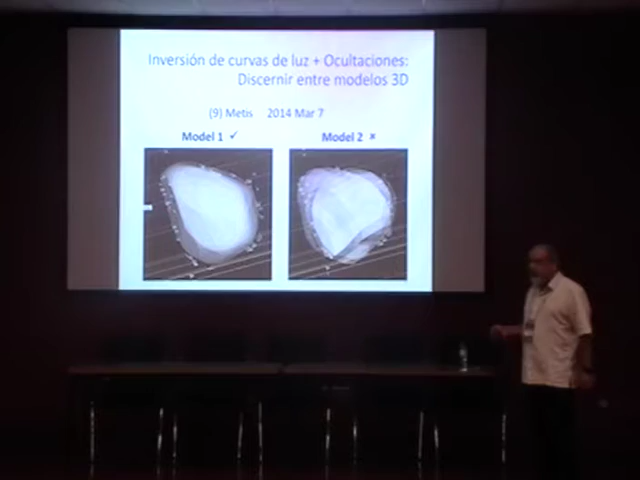 Inversión de curvas de luz + Ocultaciones:
Discernir entre modelos 3D
(9) Metis 2014 Mar 7
Model 1 ✓ Model 2 ×